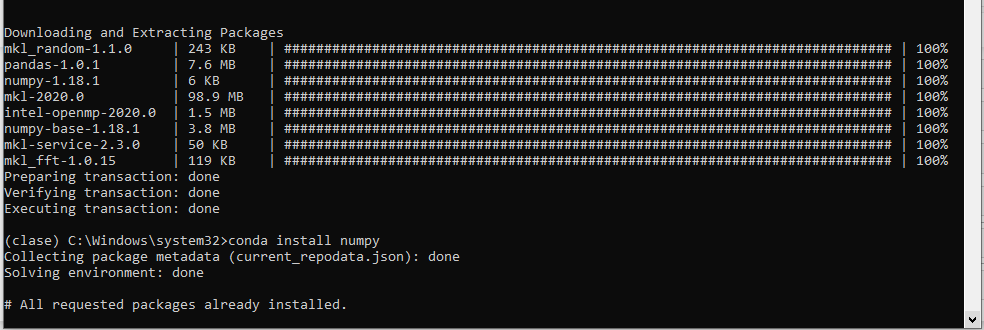 Downloading and Extracting Packages
mkl_random-1.1.0     | 243 KB    | ############################################################################ | 100%
pandas-1.0.1         | 7.6 MB    | ############################################################################ | 100%
numpy-1.18.1         | 6 KB      | ############################################################################ | 100%
mkl-2020.0           | 98.9 MB   | ############################################################################ | 100%
intel-openmp-2020.0  | 1.5 MB    | ############################################################################ | 100%
numpy-base-1.18.1    | 3.8 MB    | ############################################################################ | 100%
mkl-service-2.3.0    | 50 KB     | ############################################################################ | 100%
mkl_fft-1.0.15       | 119 KB    | ############################################################################ | 100%
Preparing transaction: done
Verifying transaction: done
Executing transaction: done
(clase) C:\Windows\system32>conda install numpy
Collecting package metadata (current_repodata.json): done
Solving environment: done
# All requested packages already installed.